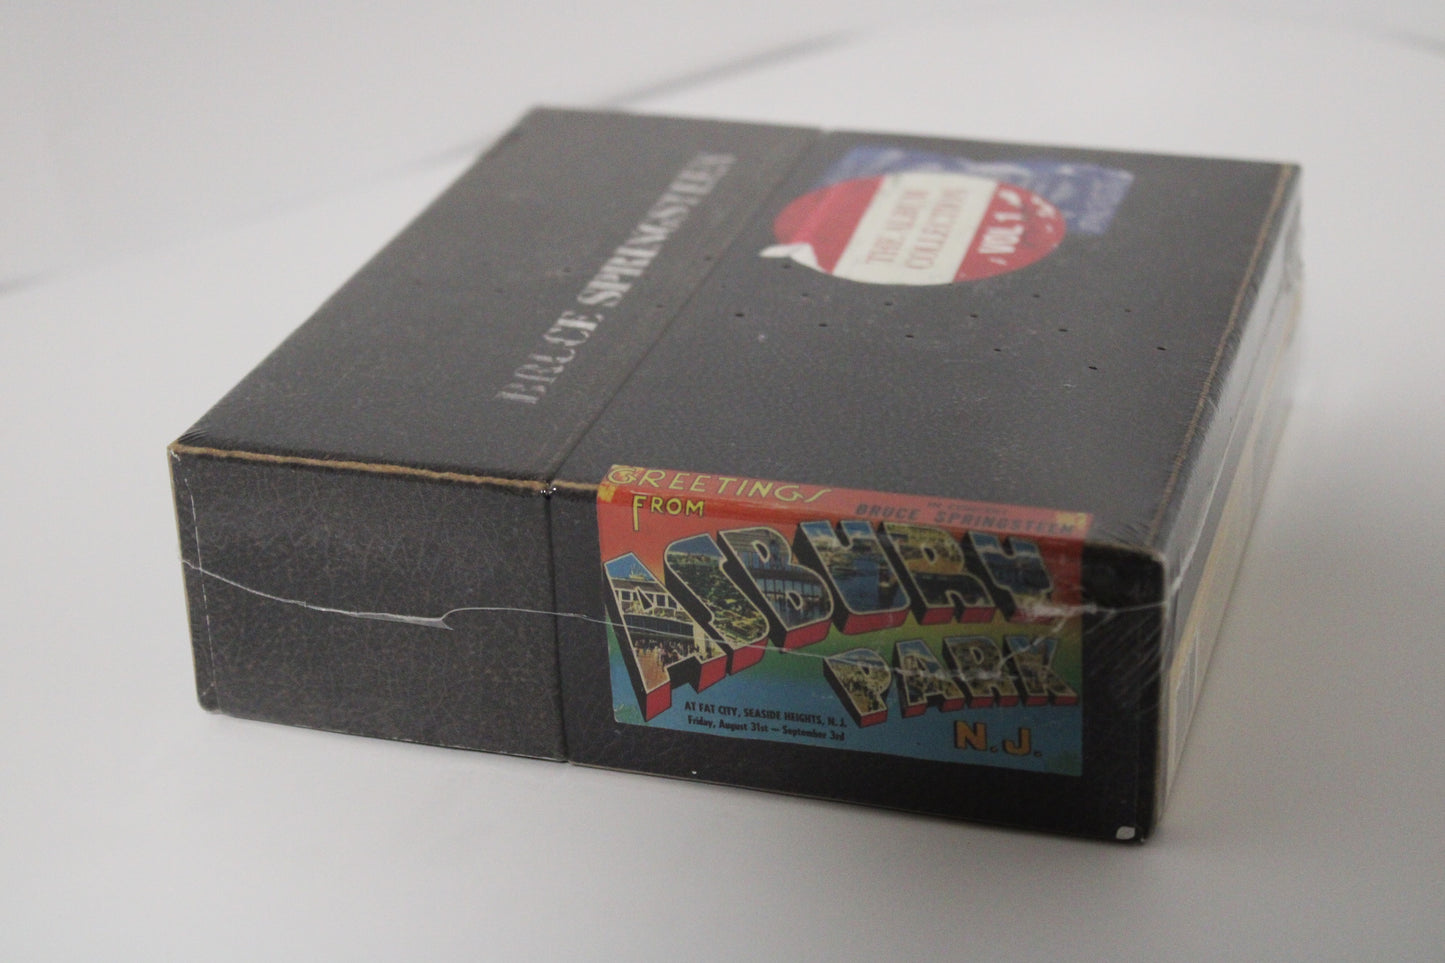 BRUCE SPRINGSTEEN
THE ALBUM
COLLECTION
VOL 1
GREETINGS
FROM
BRUCE SPRINGSTEEN
ASBURY
PARK
N.J.
AT FAT CITY, SEASIDE HEIGHTS, N.J.
Friday, August 31st — September 3rd